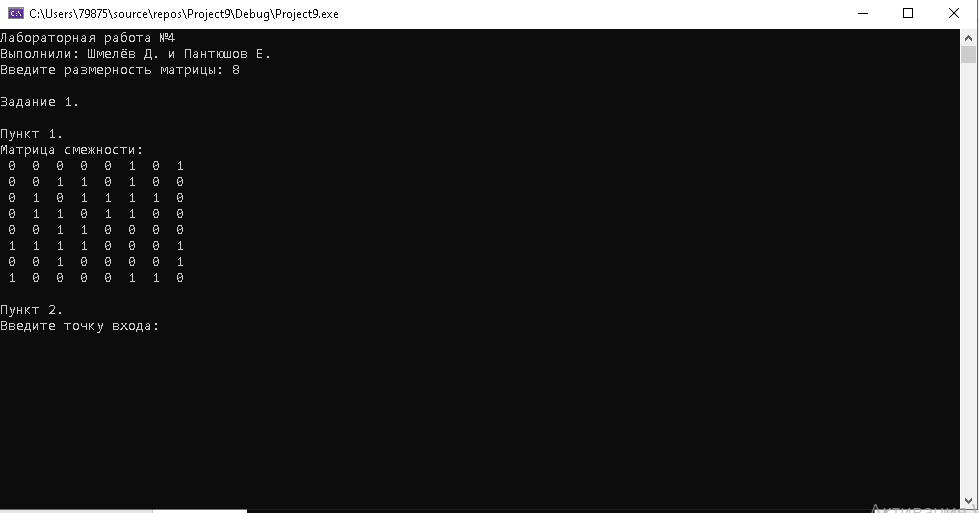 C:\Users\79875\source\repos\Project9\Debug\Project9.exe
Лабораторная работа №4
Выполнили: Шмелёв Д. и Пантюшов Е.
Введите размерность матрицы: 8
Задание 1.
Пункт 1.
Матрица смежности:
0 0 0 0 0 1 0 1
0 0 1 1 0 1 0 0
0 1 0 1 1 1 1 0
0 1 1 0 1 1 0 0
0 0 1 1 0 0 0 0
1 1 1 1 0 0 0 1
0 0 1 0 0 0 0 1
1 0 0 0 0 1 1 0
Пункт 2.
Введите точку входа: